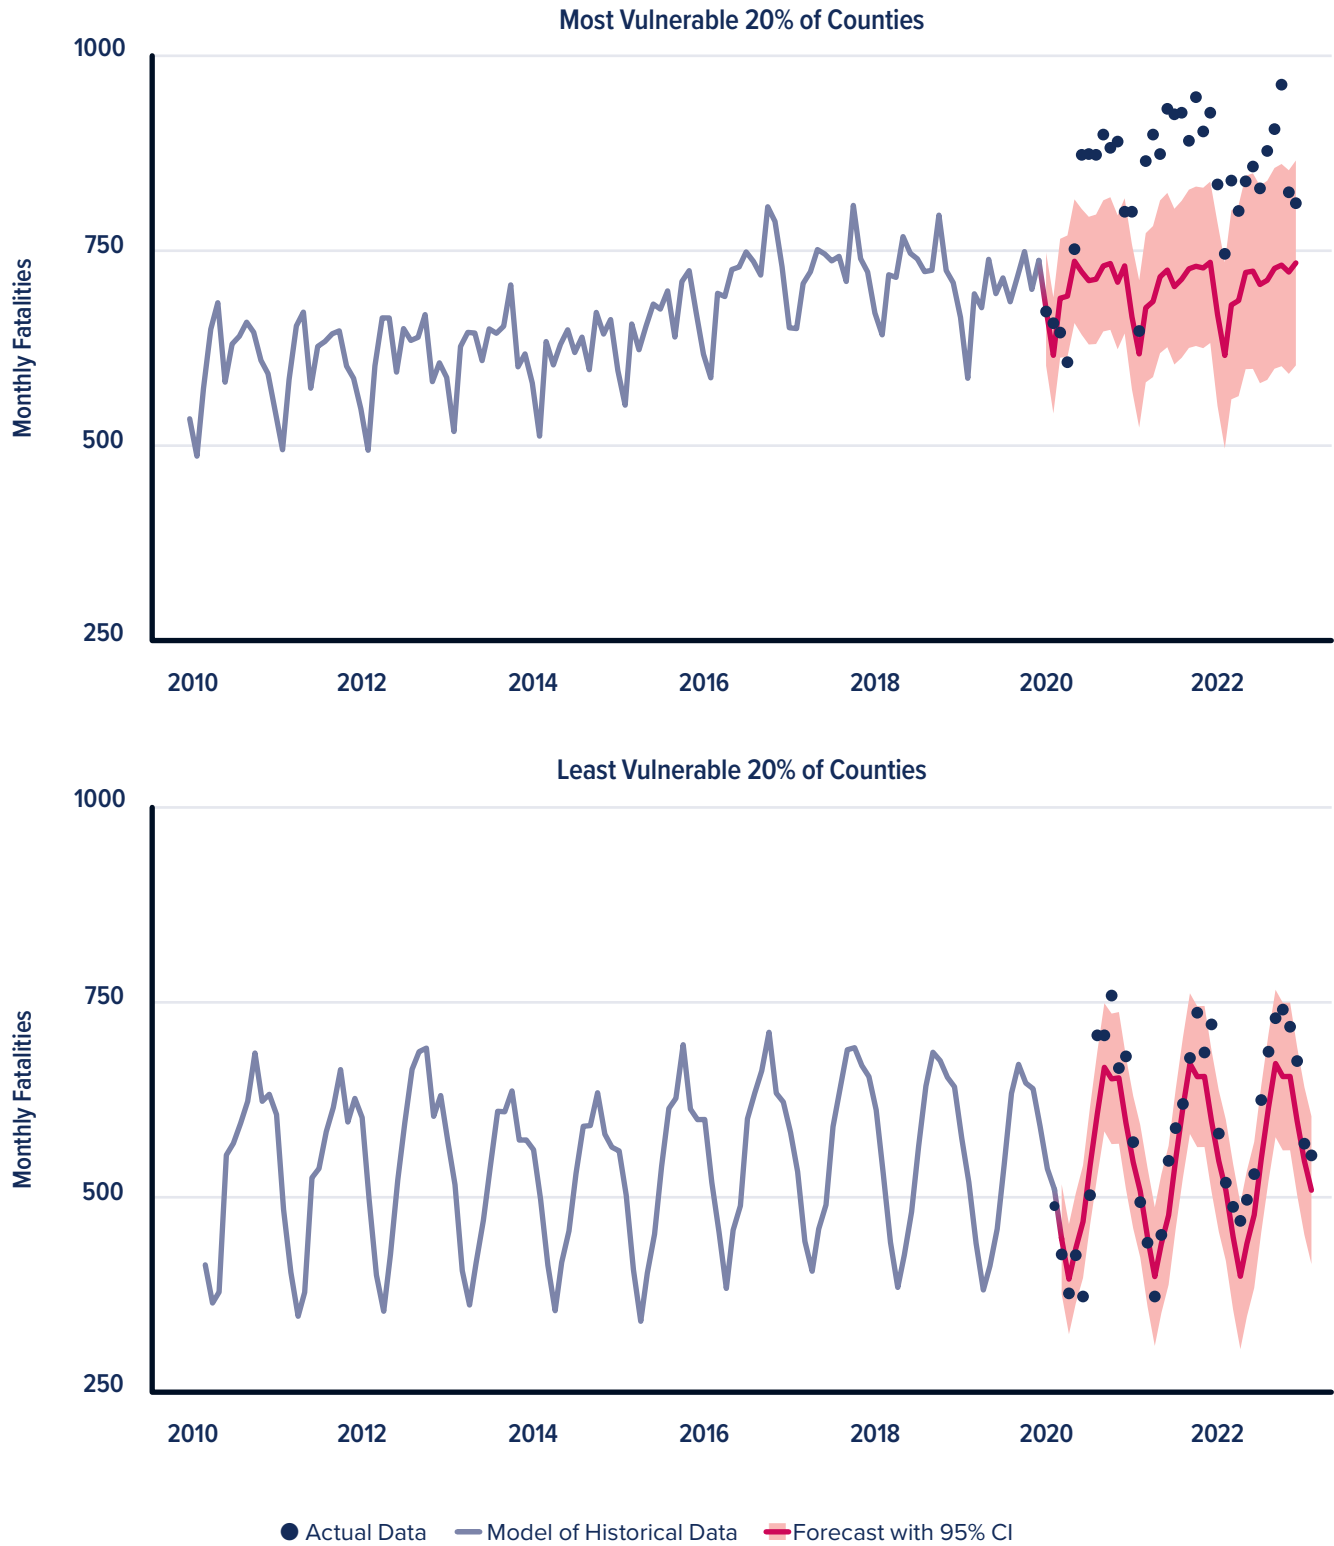 Most Vulnerable 20% of Counties
1000
750
500
250
Monthly Fatalities
2010 2012 2014 2016 2018 2020 2022
Least Vulnerable 20% of Counties
1000
750
500
250
Monthly Fatalities
2010 2012 2014 2016 2018 2020 2022
Actual Data Model of Historical Data Forecast with 95% CI